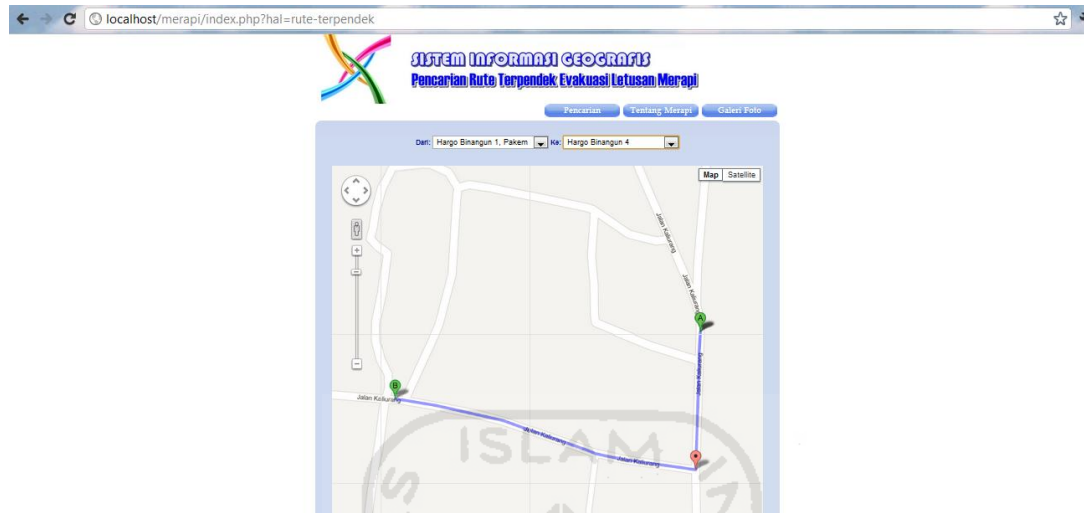 localhost/merapi/index.php?hal=rute-terpendek
SISTEM INFORMASI GEOGRAFIS
Pencarian Rute Terpendek Evakuasi Letusan Merapi
Pencarian Tentang Merapi Galeri Foto
Dari: Hargo Binangun 1, Pakem Ke: Hargo Binangun 4
Map Satellite
Jalan Kaliurang
Jalan Kaliurang
A
Jalan Kaliurang
B
Jalan Kaliurang
Jalan Kaliurang
Jalan Kaliurang
ISLAM